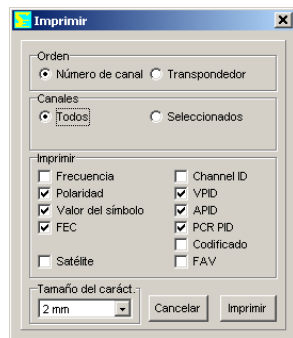 Imprimir
Orden
Número de canal Transpondedor
Canales
Todos Seleccionados
Imprimir
Frecuencia Channel ID
Polaridad VPID
Valor del símbolo APID
FEC PCR PID
Codificado
Satélite FAV
Tamaño del caráct.
2 mm Cancelar Imprimir